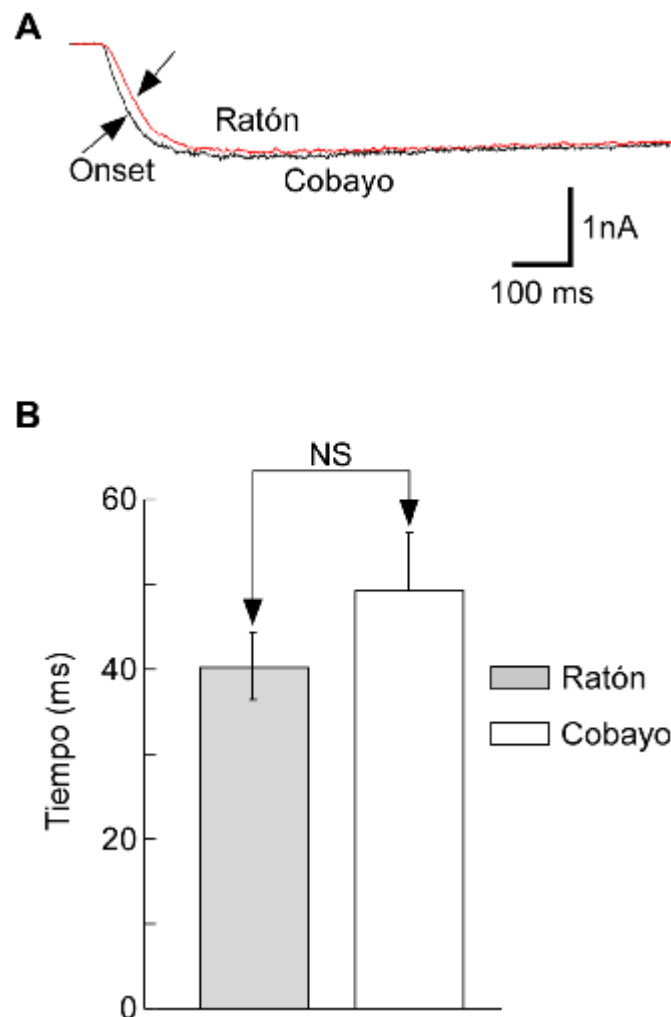 A
Ratón
Onset
Cobayo
1nA
100 ms
B
NS
60
40
20
0
Tiempo (ms)
Ratón
Cobayo